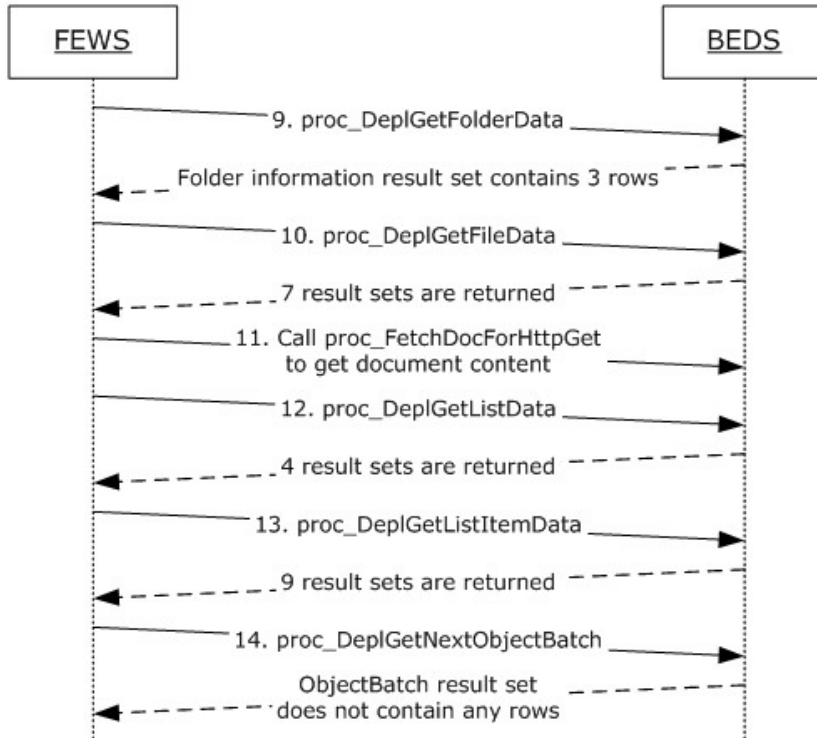 FEWS
BEDS
9. proc_DeplGetFolderData
Folder information result set contains 3 rows
10. proc_DeplGetFileData
7 result sets are returned
11. Call proc_FetchDocForHttpGet
to get document content
12. proc_DeplGetListData
4 result sets are returned
13. proc_DeplGetListItemData
9 result sets are returned
14. proc_DeplGetNextObjectBatch
ObjectBatch result set
does not contain any rows